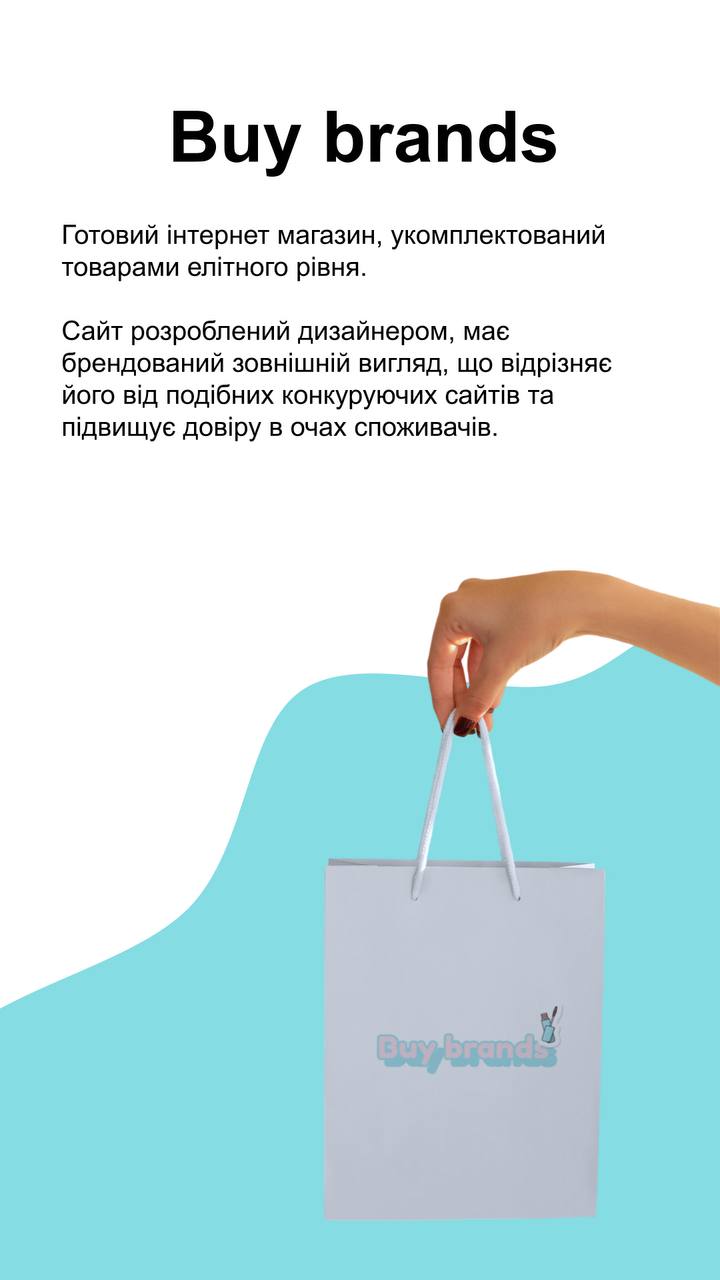 Buy brands
Готовий інтернет магазин, укомплектований
товарами елітного рівня.
Сайт розроблений дизайнером, має
брендований зовнішній вигляд, що відрізняє
його від подібних конкуруючих сайтів та
підвищує довіру в очах споживачів.
Buy brands